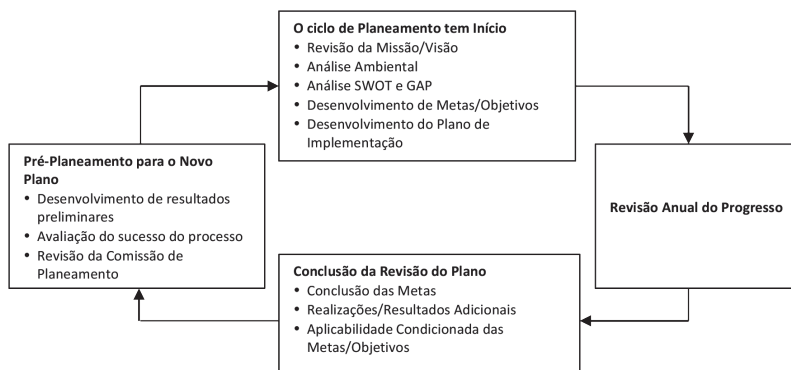 O ciclo de Planeamento tem Início
• Revisão da Missão/Visão
• Análise Ambiental
• Análise SWOT e GAP
• Desenvolvimento de Metas/Objetivos
• Desenvolvimento do Plano de
Implementação
Pré-Planeamento para o Novo
Plano
• Desenvolvimento de resultados
preliminares
• Avaliação do sucesso do processo
• Revisão da Comissão de
Planeamento
Revisão Anual do Progresso
Conclusão da Revisão do Plano
• Conclusão das Metas
• Realizações/Resultados Adicionais
• Aplicabilidade Condicionada das
Metas/Objetivos